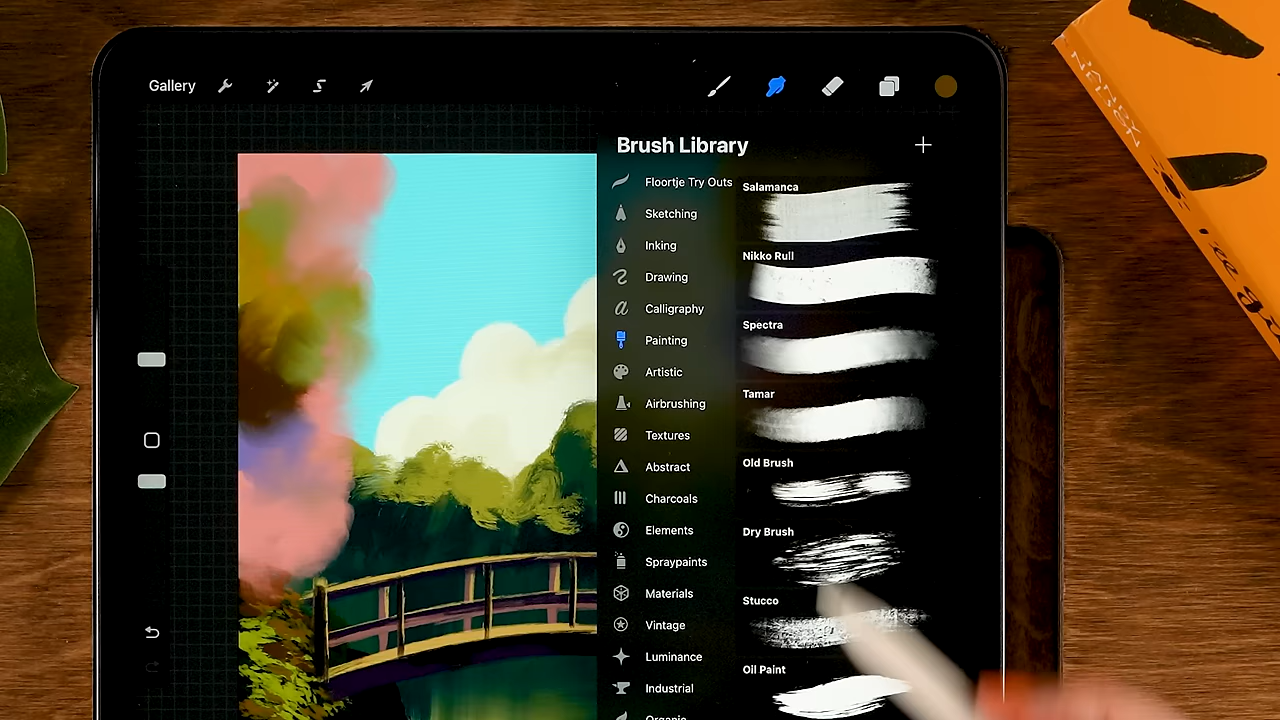 Gallery
Brush Library
Floortje Try Outs
Sketching
Inking
Drawing
Calligraphy
Painting
Artistic
Airbrushing
Textures
Abstract
Charcoals
Elements
Spraypaints
Materials
Vintage
Luminance
Industrial
Organic
Salamanca
Nikko Rull
Spectra
Tamar
Old Brush
Dry Brush
Stucco
Oil Paint